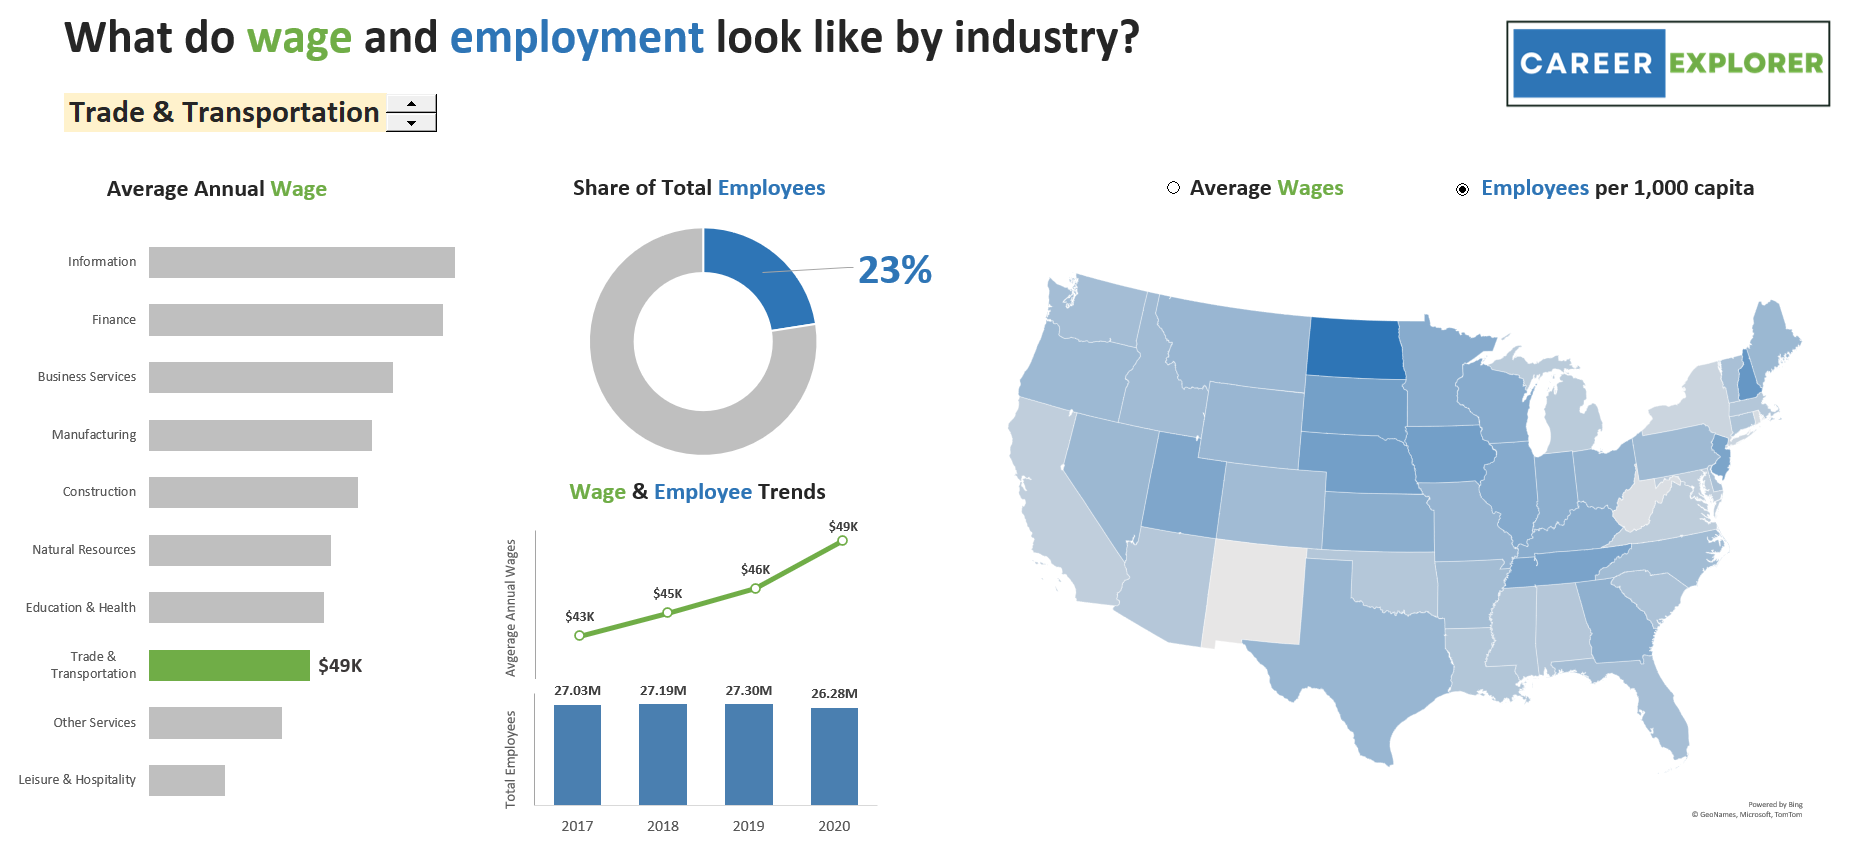 What do wage and employment look like by industry?
CAREER EXPLORER
Trade & Transportation
Average Annual Wage
Information
Finance
Business Services
Manufacturing
Construction
Natural Resources
Education & Health
Trade &
Transportation
$49K
Other Services
Leisure & Hospitality
Share of Total Employees
23%
Wage & Employee Trends
Avgerage Annual Wages
$43K
$45K
$46K
$49K
Total Employees
27.03M
27.19M
27.30M
26.28M
2017
2018
2019
2020
Average Wages
Employees per 1,000 capita
Powered by Bing
© GeoNames, Microsoft, TomTom